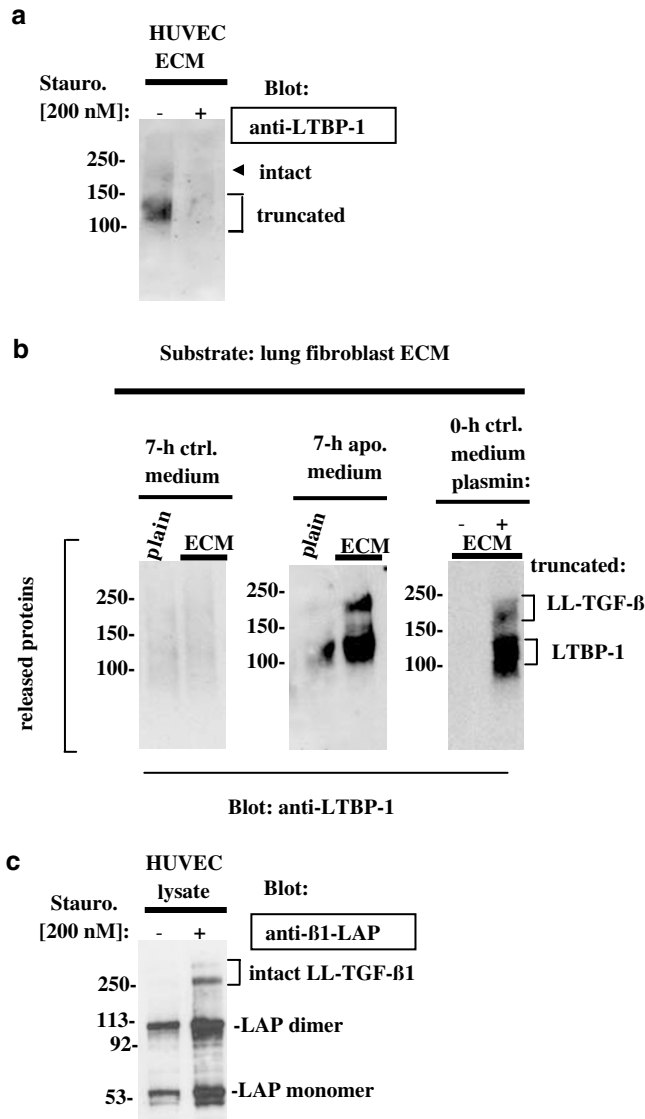 a
HUVEC
ECM
Stauro.
[200 nM]:
- +
Blot:
anti-LTBP-1
250-
150-
100-
intact
truncated
b
Substrate: lung fibroblast ECM
7-h ctrl.
medium
7-h apo.
medium
0-h ctrl.
medium
plasmin:
plain
ECM
plain
ECM
- +
ECM
released proteins
250-
150-
100-
250-
150-
100-
250-
150-
100-
truncated:
LL-TGF-ß
LTBP-1
Blot: anti-LTBP-1
c
HUVEC
lysate
Stauro.
[200 nM]:
- +
Blot:
anti-ß1-LAP
250-
113-
92-
53-
intact LL-TGF-ß1
-LAP dimer
-LAP monomer